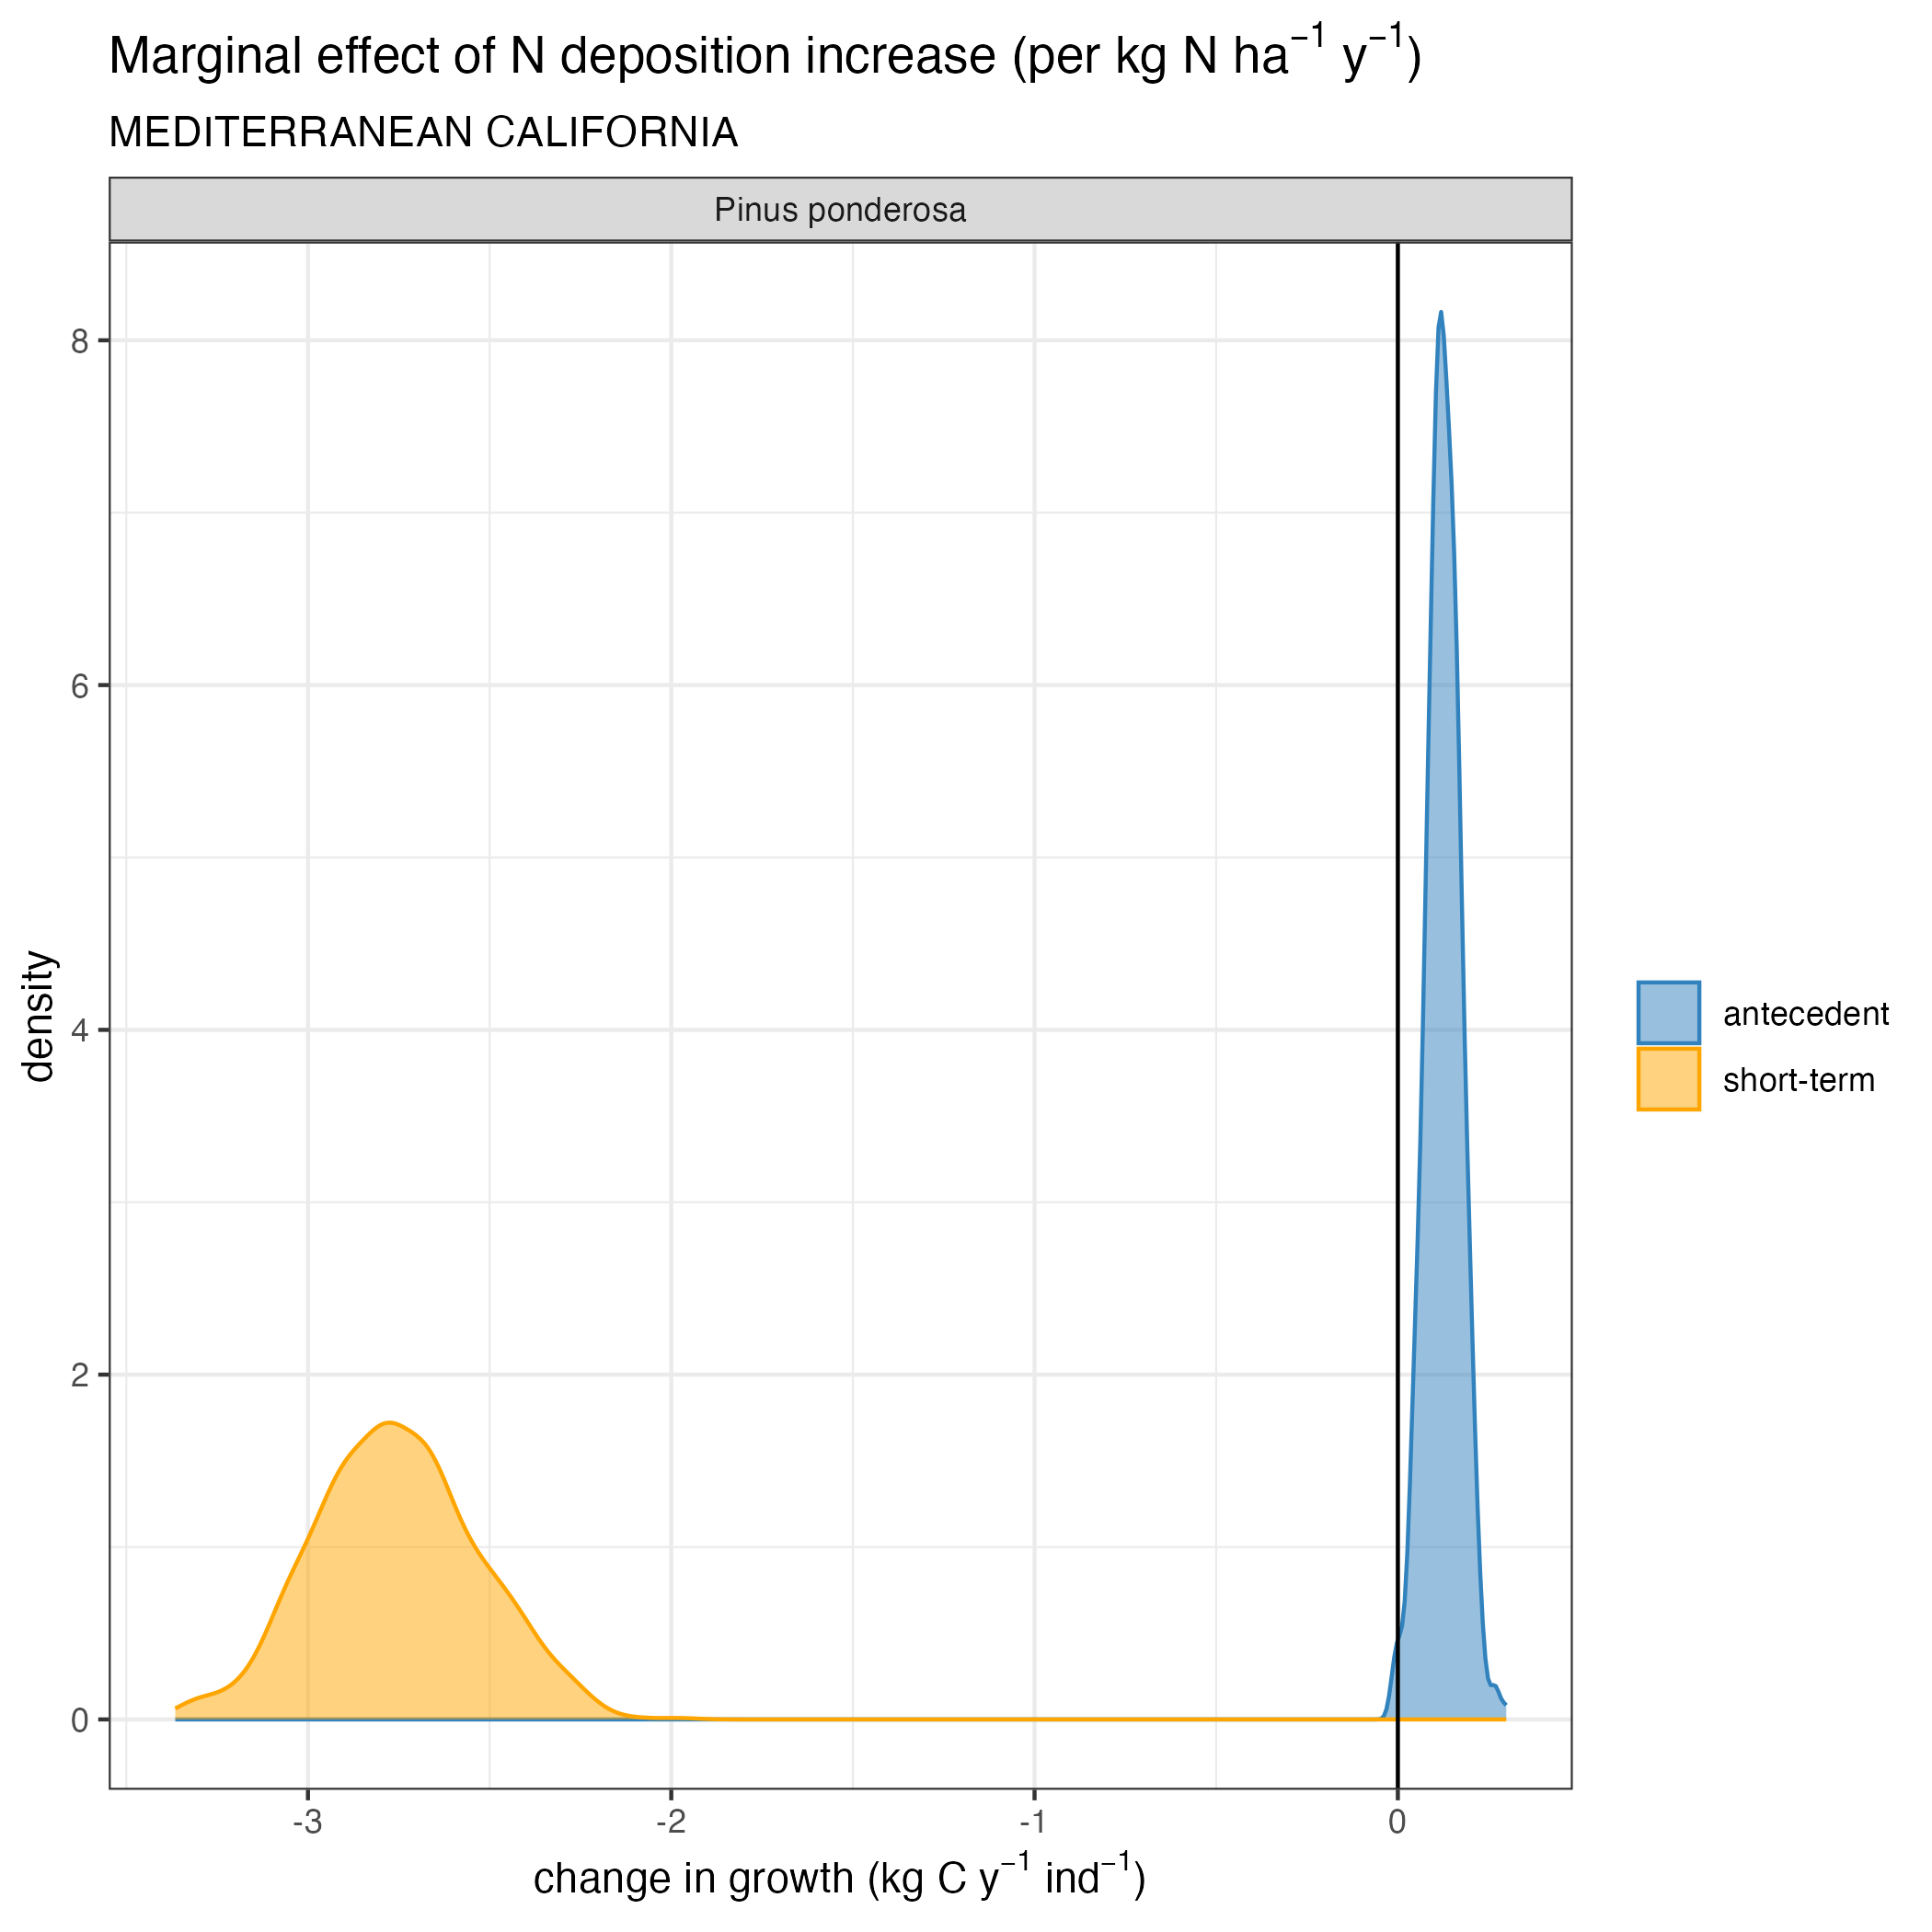 Marginal effect of N deposition increase (per kg N ha⁻¹ y⁻¹)
MEDITERRANEAN CALIFORNIA
Pinus ponderosa
8
6
4
2
0
density
-3
-2
-1
0
change in growth (kg C y⁻¹ ind⁻¹)
antecedent
short-term